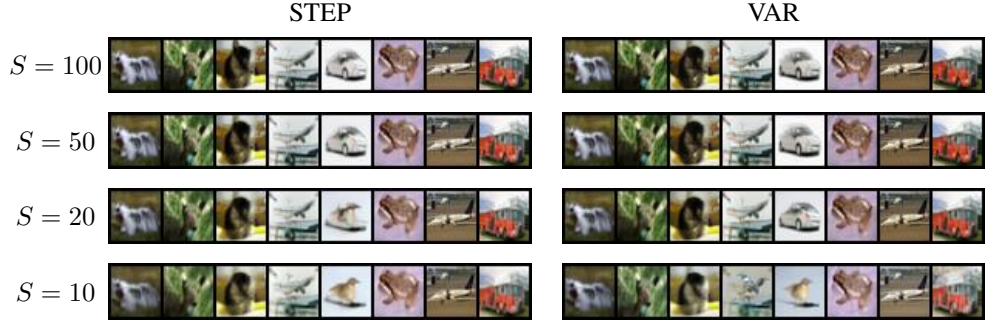 STEP VAR
S = 100
S = 50
S = 20
S = 10